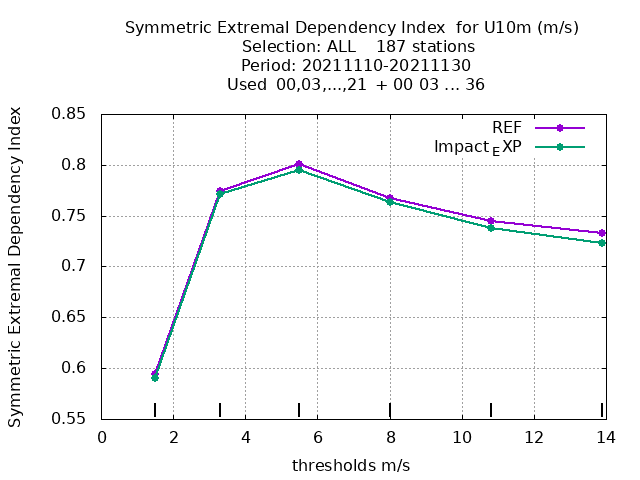 Symmetric Extremal Dependency Index  for U10m (m/s)
Selection: ALL    187 stations
Period: 20211110-20211130
Used  00,03,...,21  + 00 03 ... 36
REF
Impact_EXP
Symmetric Extremal Dependency Index
0.85
0.8
0.75
0.7
0.65
0.6
0.55
0 2 4 6 8 10 12 14
thresholds m/s